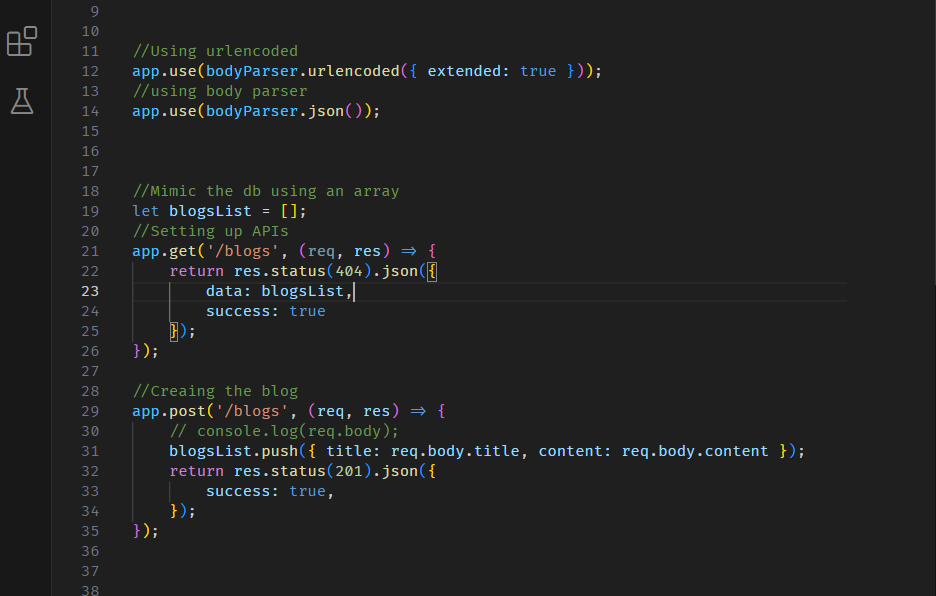 9
10
11 //Using urlencoded
12 app.use(bodyParser.urlencoded({ extended: true }));
13 //using body parser
14 app.use(bodyParser.json());
15
16
17
18 //Mimic the db using an array
19 let blogsList = [];
20 //Setting up APIs
21 app.get('/blogs', (req, res) => {
22     return res.status(404).json({
23         data: blogsList,
24         success: true
25     });
26 });
27
28 //Creaing the blog
29 app.post('/blogs', (req, res) => {
30     // console.log(req.body);
31     blogsList.push({ title: req.body.title, content: req.body.content });
32     return res.status(201).json({
33         success: true,
34     });
35 });
36
37
38